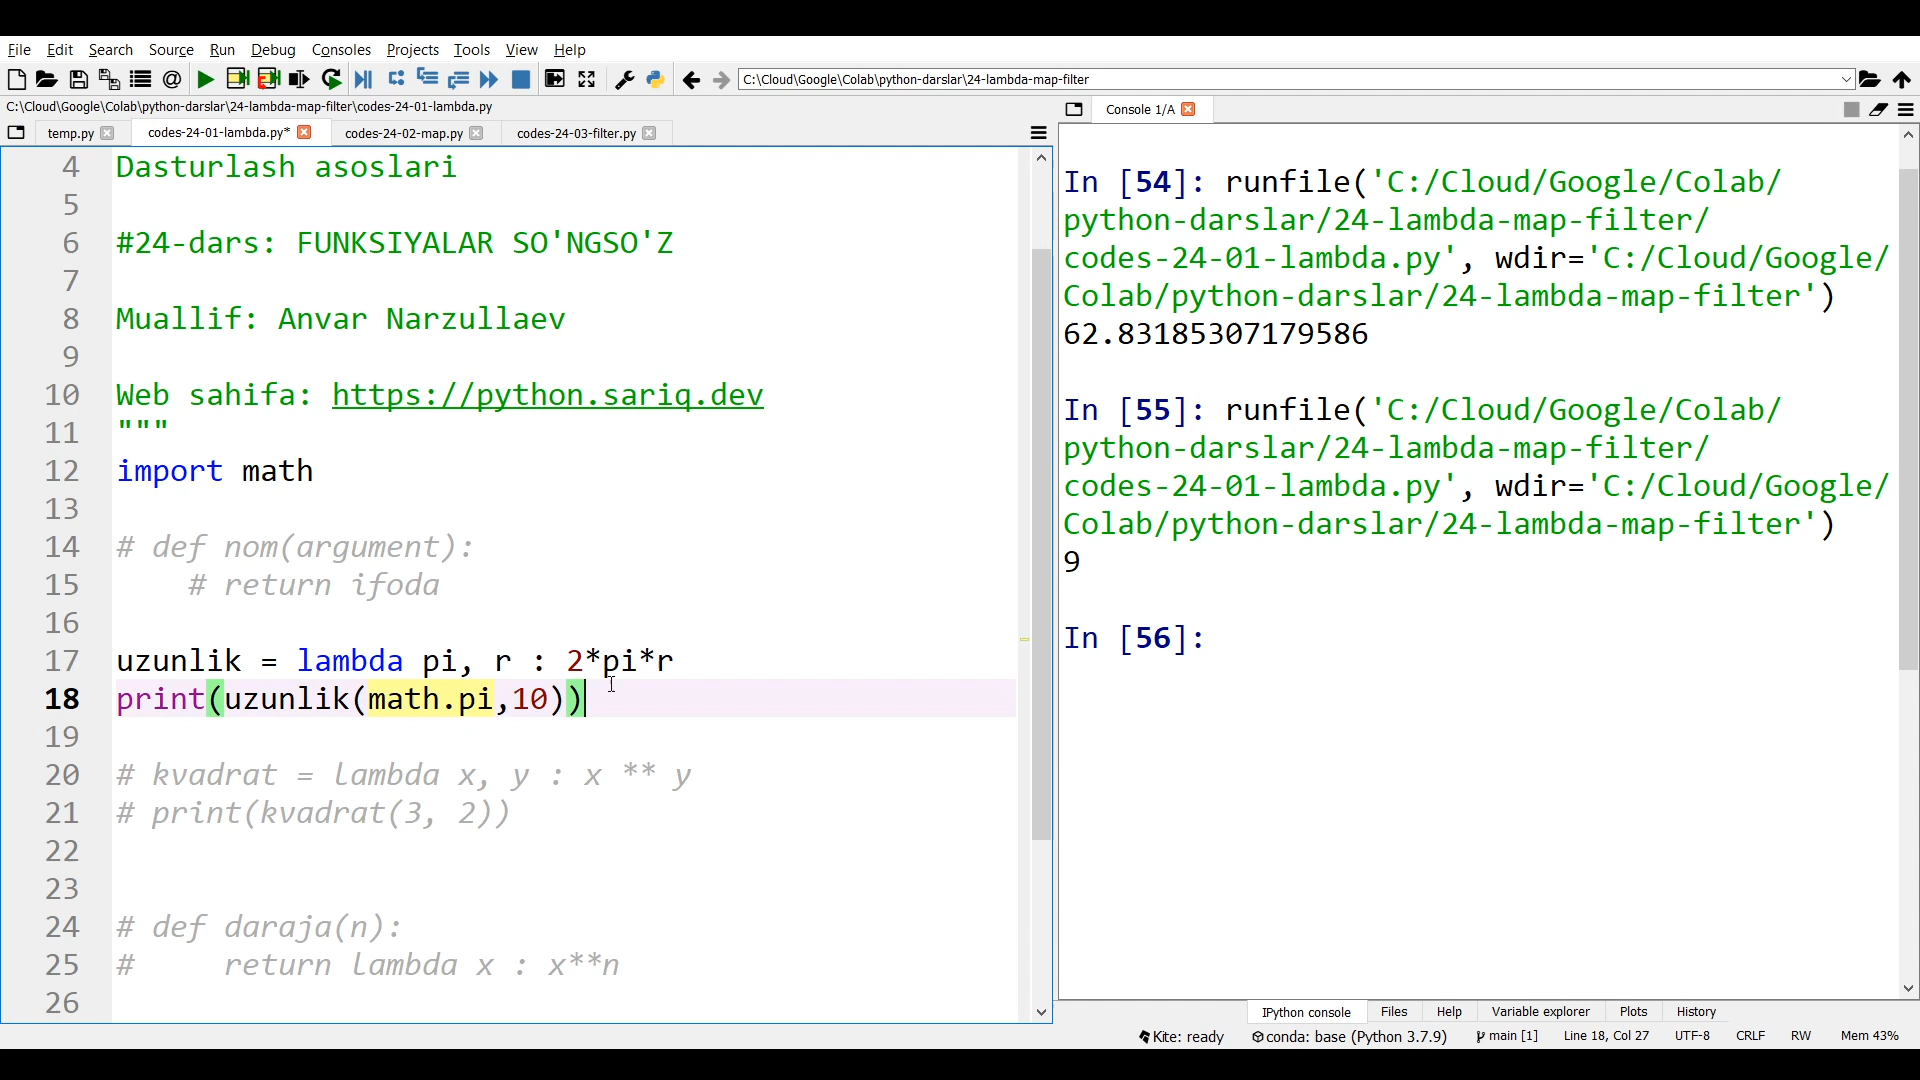 File Edit Search Source Run Debug Consoles Projects Tools View Help
C:\Cloud\Google\Colab\python-darslar\24-lambda-map-filter
C:\Cloud\Google\Colab\python-darslar\24-lambda-map-filter\codes-24-01-lambda.py
temp.py codes-24-01-lambda.py* codes-24-02-map.py codes-24-03-filter.py
4 Dasturlash asoslari
5
6 #24-dars: FUNKSIYALAR SO'NGSO'Z
7
8 Muallif: Anvar Narzullaev
9
10 Web sahifa: https://python.sariq.dev
11 """
12 import math
13
14 # def nom(argument):
15     # return ifoda
16
17 uzunlik = lambda pi, r : 2*pi*r
18 print(uzunlik(math.pi,10))
19
20 # kvadrat = lambda x, y : x ** y
21 # print(kvadrat(3, 2))
22
23
24 # def daraja(n):
25 #     return lambda x : x**n
26
Console 1/A
In [54]: runfile('C:/Cloud/Google/Colab/
python-darslar/24-lambda-map-filter/
codes-24-01-lambda.py', wdir='C:/Cloud/Google/
Colab/python-darslar/24-lambda-map-filter')
62.83185307179586
In [55]: runfile('C:/Cloud/Google/Colab/
python-darslar/24-lambda-map-filter/
codes-24-01-lambda.py', wdir='C:/Cloud/Google/
Colab/python-darslar/24-lambda-map-filter')
9
In [56]:
IPython console Files Help Variable explorer Plots History
Kite: ready conda: base (Python 3.7.9) main [1] Line 18, Col 27 UTF-8 CRLF RW Mem 43%